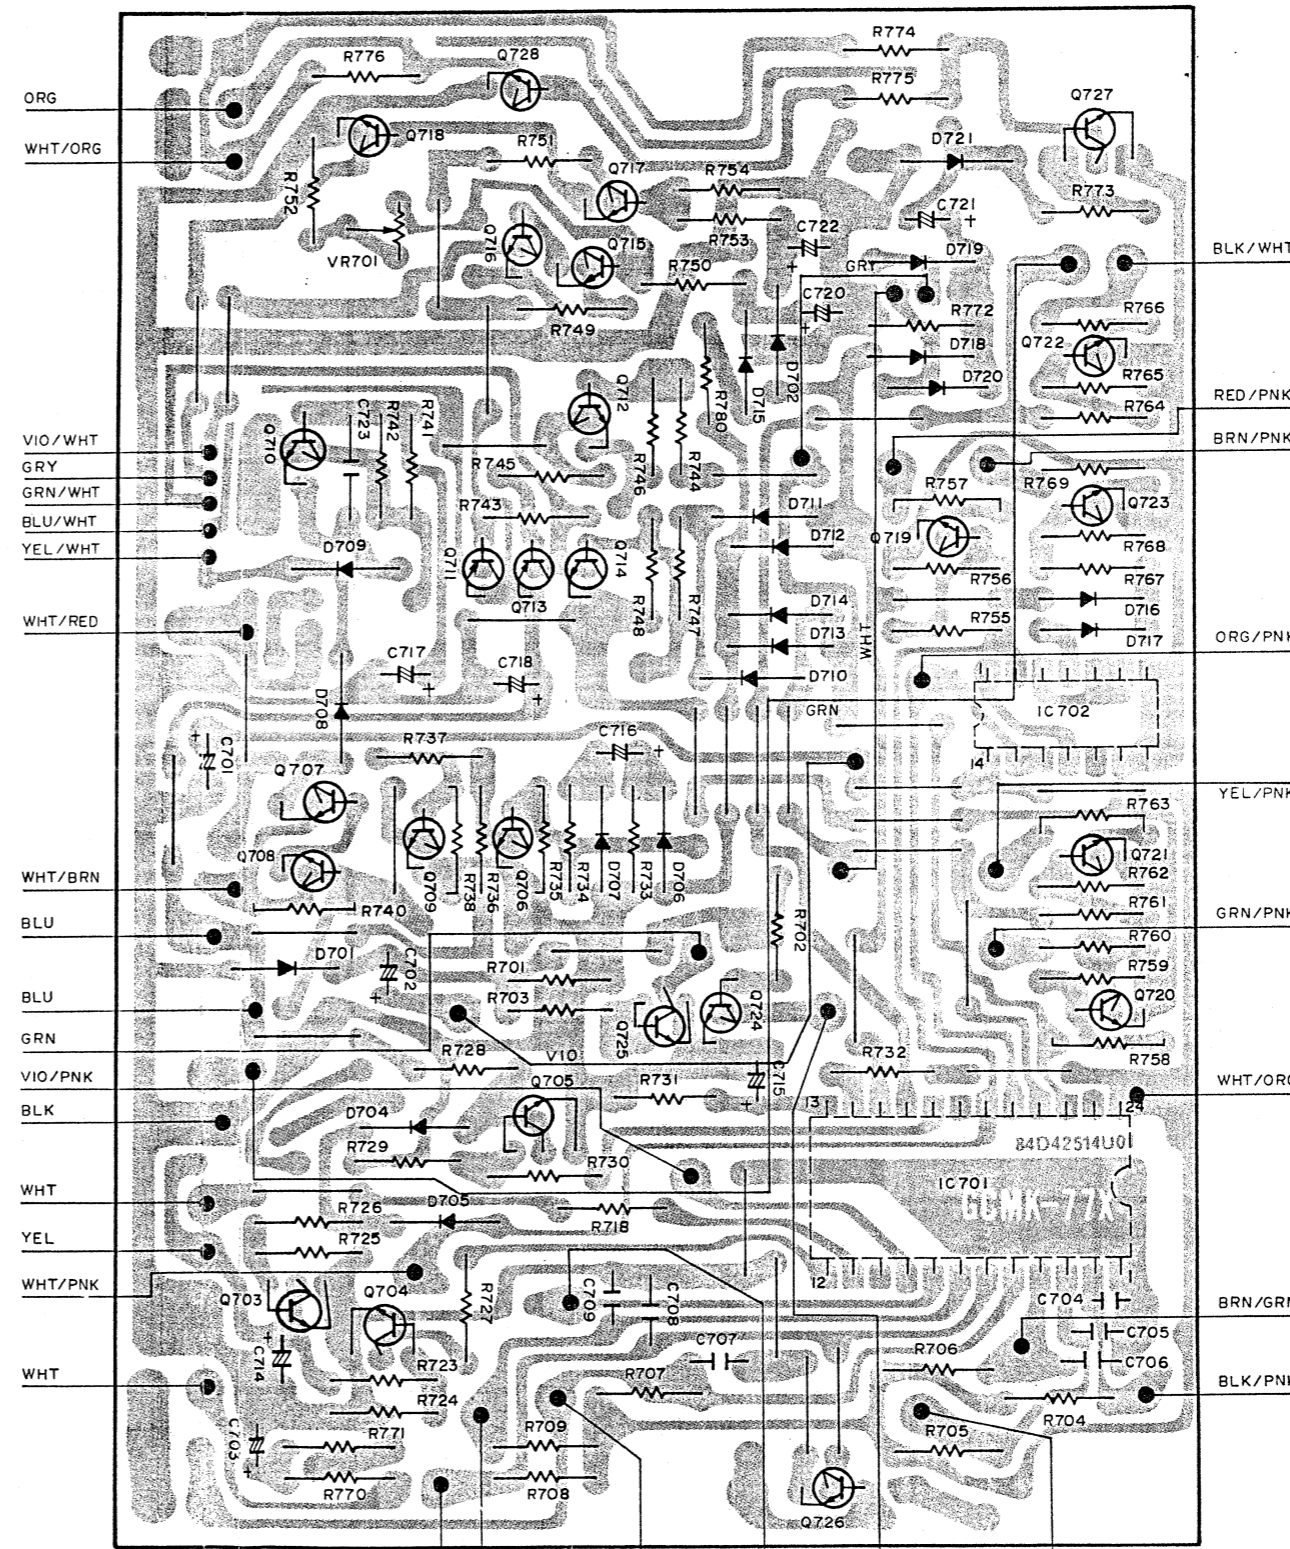 R774
R776
Q728
R775
ORG
Q727
Q718
R751
D721
WHT/ORG
Q717
R754
R752
R773
C721
C722
R753
Q716
Q715
VR701
D719
BLK/WHT
R750
GRY
C720
R772
R766
R749
D718
Q722
D702
D715
D720
R765
R780
RED/PNK
Q712
R764
C723
R742
R741
Q710
VIO/WHT
BRN/PNK
GRY
R745
R746
R744
R757
R769
GRN/WHT
R743
D711
Q723
BLU/WHT
D712
Q719
R768
YEL/WHT
D709
Q711
Q714
R756
R767
Q713
D714
D716
WHT/RED
R748
R747
D713
R755
D717
WHT
ORG/PNK
C717
C718
D710
D708
GRN
IC702
C701
R737
C716
14
Q707
YEL/PNK
R763
Q708
Q721
WHT/BRN
R762
Q709
R738
R736
Q706
R735
R734
D707
R733
D706
R740
R702
R761
GRN/PNK
BLU
R760
D701
C702
R701
R759
BLU
R703
Q725
Q724
Q720
GRN
R728
VIO
R732
R758
VIO/PNK
Q705
R731
C715
WHT/ORG
13
24
BLK
D704
84D42514U01
R729
R730
IC701
GCMK-77X
WHT
R726
D705
R718
YEL
R725
WHT/PNK
12
Q703
Q704
R727
C709
C708
C704
BRN/GRN
C705
C714
C707
R706
C706
WHT
R723
R707
BLK/PNK
R724
R704
C703
R771
R709
R705
R770
R708
Q726